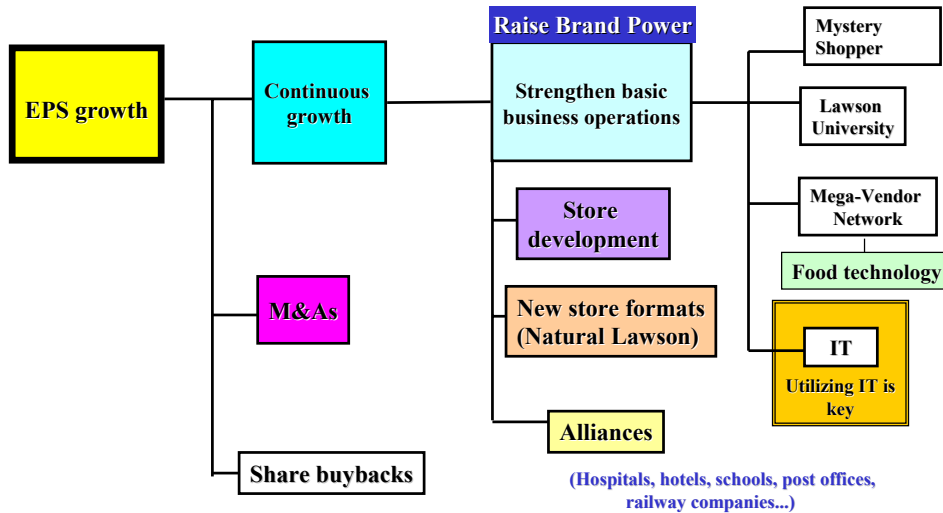 EPS growth
Continuous
growth
M&As
Share buybacks
Raise Brand Power
Strengthen basic
business operations
Store
development
New store formats
(Natural Lawson)
Alliances
(Hospitals, hotels, schools, post offices,
railway companies...)
Mystery
Shopper
Lawson
University
Mega-Vendor
Network
Food technology
IT
Utilizing IT is
key